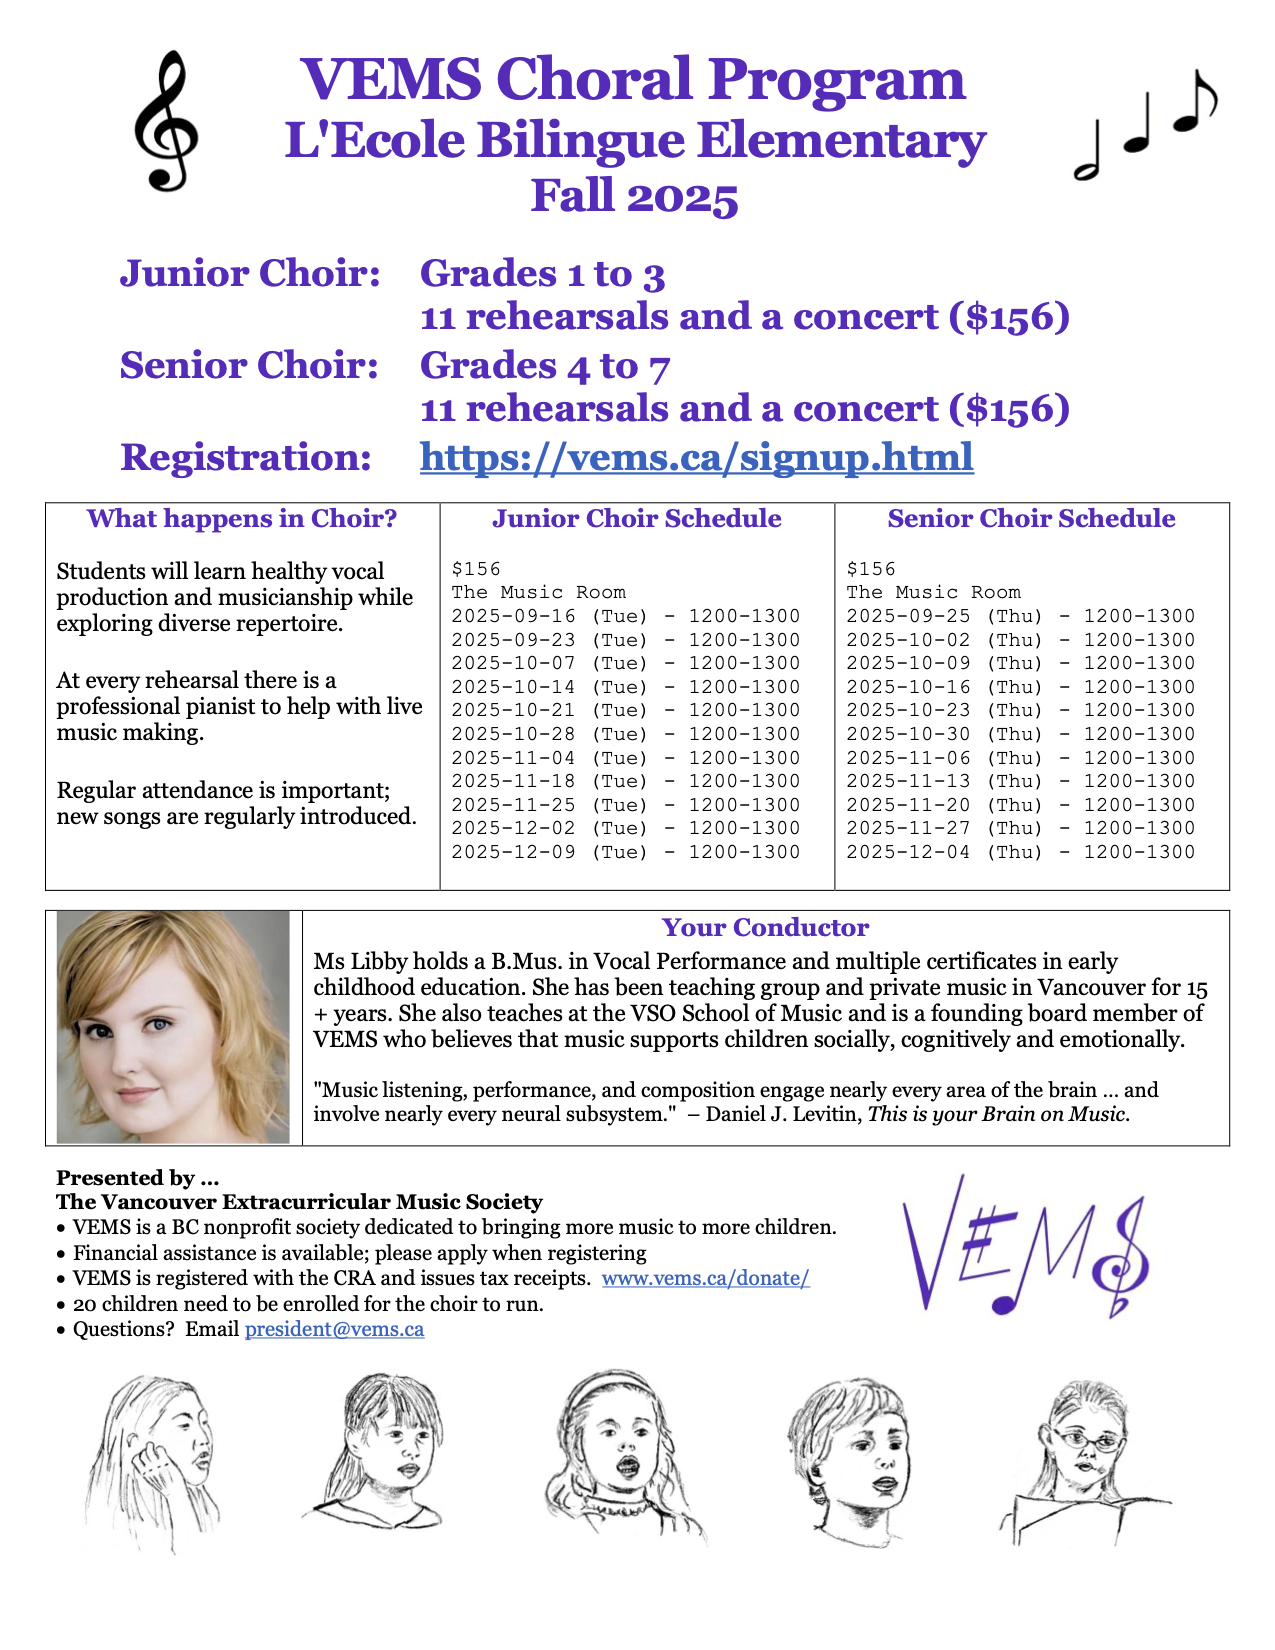 VEMS Choral Program
L'Ecole Bilingue Elementary
Fall 2025
Junior Choir: Grades 1 to 3
11 rehearsals and a concert ($156)
Senior Choir: Grades 4 to 7
11 rehearsals and a concert ($156)
Registration: https://vems.ca/signup.html
What happens in Choir?
Students will learn healthy vocal
production and musicianship while
exploring diverse repertoire.
At every rehearsal there is a
professional pianist to help with live
music making.
Regular attendance is important;
new songs are regularly introduced.
Junior Choir Schedule
$156
The Music Room
2025-09-16 (Tue) - 1200-1300
2025-09-23 (Tue) - 1200-1300
2025-10-07 (Tue) - 1200-1300
2025-10-14 (Tue) - 1200-1300
2025-10-21 (Tue) - 1200-1300
2025-10-28 (Tue) - 1200-1300
2025-11-04 (Tue) - 1200-1300
2025-11-18 (Tue) - 1200-1300
2025-11-25 (Tue) - 1200-1300
2025-12-02 (Tue) - 1200-1300
2025-12-09 (Tue) - 1200-1300
Senior Choir Schedule
$156
The Music Room
2025-09-25 (Thu) - 1200-1300
2025-10-02 (Thu) - 1200-1300
2025-10-09 (Thu) - 1200-1300
2025-10-16 (Thu) - 1200-1300
2025-10-23 (Thu) - 1200-1300
2025-10-30 (Thu) - 1200-1300
2025-11-06 (Thu) - 1200-1300
2025-11-13 (Thu) - 1200-1300
2025-11-20 (Thu) - 1200-1300
2025-11-27 (Thu) - 1200-1300
2025-12-04 (Thu) - 1200-1300
Your Conductor
Ms Libby holds a B.Mus. in Vocal Performance and multiple certificates in early
childhood education. She has been teaching group and private music in Vancouver for 15
+ years. She also teaches at the VSO School of Music and is a founding board member of
VEMS who believes that music supports children socially, cognitively and emotionally.
"Music listening, performance, and composition engage nearly every area of the brain ... and
involve nearly every neural subsystem." – Daniel J. Levitin, This is your Brain on Music.
Presented by ...
The Vancouver Extracurricular Music Society
• VEMS is a BC nonprofit society dedicated to bringing more music to more children.
• Financial assistance is available; please apply when registering
• VEMS is registered with the CRA and issues tax receipts. www.vems.ca/donate/
• 20 children need to be enrolled for the choir to run.
• Questions? Email president@vems.ca
VEMS